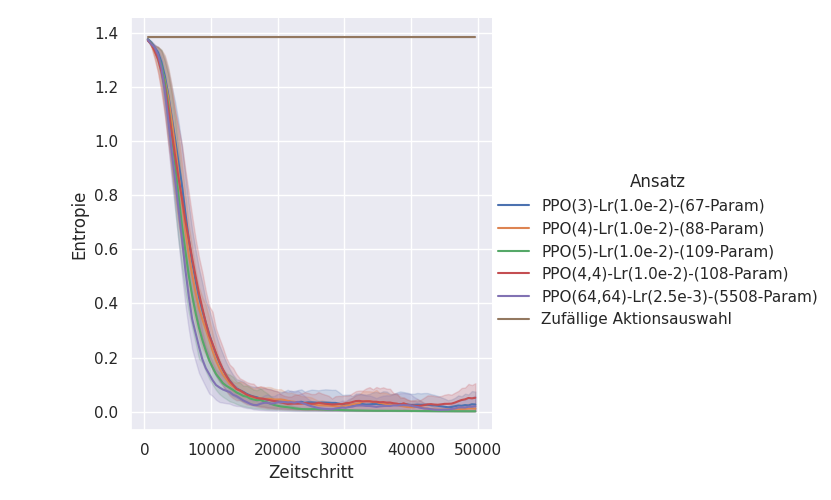 1.4
1.2
1.0
0.8
0.6
0.4
0.2
0.0
Entropie
0 10000 20000 30000 40000 50000
Zeitschritt
Ansatz
PPO(3)-Lr(1.0e-2)-(67-Param)
PPO(4)-Lr(1.0e-2)-(88-Param)
PPO(5)-Lr(1.0e-2)-(109-Param)
PPO(4,4)-Lr(1.0e-2)-(108-Param)
PPO(64,64)-Lr(2.5e-3)-(5508-Param)
Zufällige Aktionsauswahl